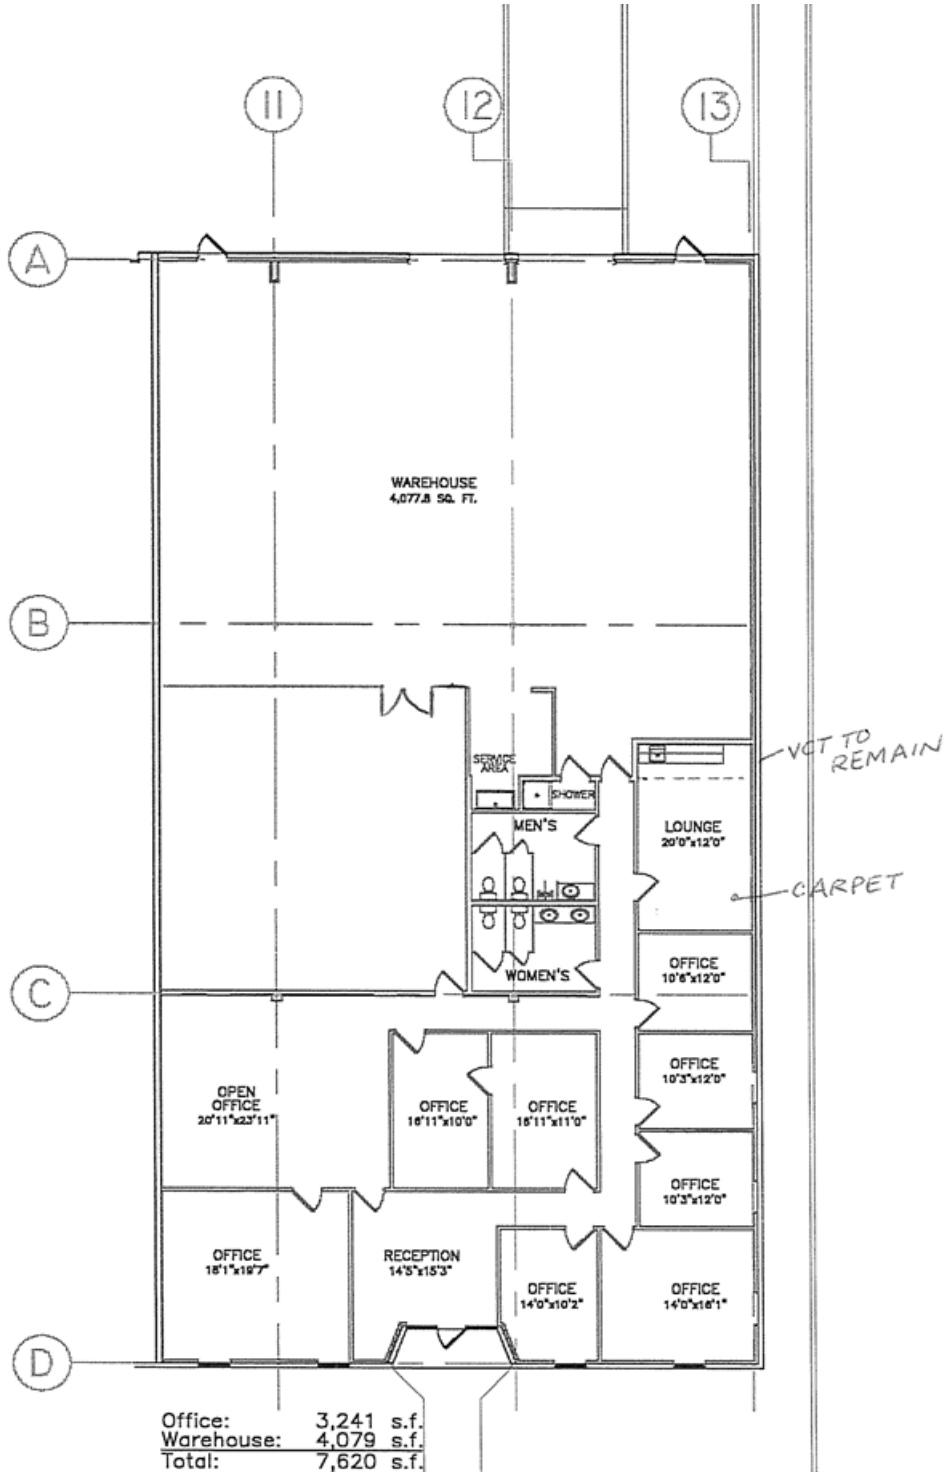 11
12
13
A
WAREHOUSE
4,077.8 SQ. FT.
B
SERVICE
AREA
SHOWER
VCT TO
REMAIN
MEN'S
LOUNGE
20'0"x12'0"
CARPET
WOMEN'S
OFFICE
10'6"x12'0"
C
OFFICE
10'3"x12'0"
OPEN
OFFICE
20'11"x23'11"
OFFICE
16'11"x10'0"
OFFICE
16'11"x11'0"
OFFICE
10'3"x12'0"
OFFICE
18'1"x19'7"
RECEPTION
14'5"x15'3"
OFFICE
14'0"x10'2"
OFFICE
14'0"x16'1"
D
Office: 3,241 s.f.
Warehouse: 4,079 s.f.
Total: 7,620 s.f.